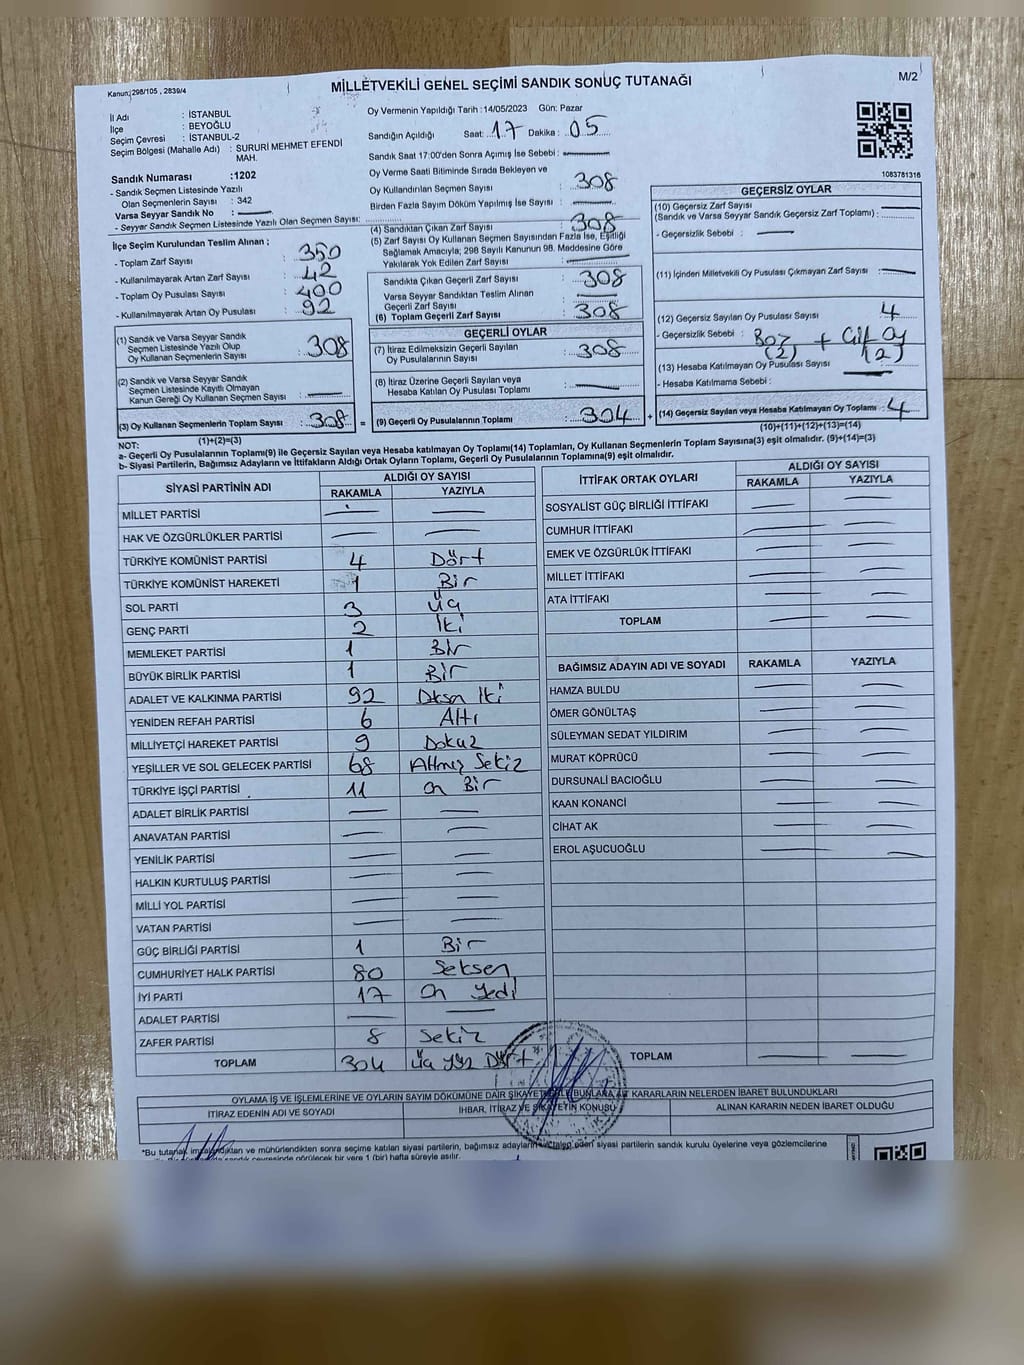 Kanun: 298/105 , 2839/4
MİLLETVEKİLİ GENEL SEÇİMİ SANDIK SONUÇ TUTANAĞI
M/2
İl Adı : İSTANBUL
İlçe : BEYOĞLU
Seçim Çevresi : İSTANBUL-2
Seçim Bölgesi (Mahalle Adı) : SURURİ MEHMET EFENDİ MAH.
Sandık Numarası :1202
- Sandık Seçmen Listesinde Yazılı
Olan Seçmenlerin Sayısı : 342
Varsa Seyyar Sandık No :
- Seyyar Sandık Seçmen Listesinde Yazılı Olan Seçmen Sayısı:
İlçe Seçim Kurulundan Teslim Alınan ;
- Toplam Zarf Sayısı : 350
- Kullanılmayarak Artan Zarf Sayısı : 42
- Toplam Oy Pusulası Sayısı : 400
- Kullanılmayarak Artan Oy Pusulası : 92
(1) Sandık ve Varsa Seyyar Sandık
Seçmen Listesinde Yazılı Olup
Oy Kullanan Seçmenlerin Sayısı : 308
(2) Sandık ve Varsa Seyyar Sandık
Seçmen Listesinde Kayıtlı Olmayan
Kanun Gereği Oy Kullanan Seçmen Sayısı :
(3) Oy Kullanan Seçmenlerin Toplam Sayısı : 308 =
(1)+(2)=(3)
Oy Vermenin Yapıldığı Tarih : 14/05/2023 Gün: Pazar
Sandığın Açıldığı Saat: 17 Dakika : 05
Sandık Saat 17:00'den Sonra Açımış İse Sebebi :
Oy Verme Saati Bitiminde Sırada Bekleyen ve
Oy Kullandırılan Seçmen Sayısı : 308
Birden Fazla Sayım Döküm Yapılmış İse Sayısı :
(4) Sandıktan Çıkan Zarf Sayısı : 308
(5) Zarf Sayısı Oy Kullanan Seçmen Sayısından Fazla İse, Eşitliği
Sağlamak Amacıyla; 298 Sayılı Kanunun 98. Maddesine Göre
Yakılarak Yok Edilen Zarf Sayısı :
Sandıkta Çıkan Geçerli Zarf Sayısı : 308
Varsa Seyyar Sandıktan Teslim Alınan
Geçerli Zarf Sayısı :
(6) Toplam Geçerli Zarf Sayısı : 308
GEÇERLİ OYLAR
(7) İtiraz Edilmeksizin Geçerli Sayılan
Oy Pusulalarının Sayısı : 308
(8) İtiraz Üzerine Geçerli Sayılan veya
Hesaba Katılan Oy Pusulası Toplamı :
(9) Geçerli Oy Pusulalarının Toplamı : 304 +
1083781316
GEÇERSİZ OYLAR
(10) Geçersiz Zarf Sayısı
(Sandık ve Varsa Seyyar Sandık Geçersiz Zarf Toplamı) :
- Geçersizlik Sebebi :
(11) İçinden Milletvekili Oy Pusulası Çıkmayan Zarf Sayısı :
(12) Geçersiz Sayılan Oy Pusulası Sayısı : 4
- Geçersizlik Sebebi : Boz (2) + Çift Oy (2)
(13) Hesaba Katılmayan Oy Pusulası Sayısı :
- Hesaba Katılmama Sebebi :
(14) Geçersiz Sayılan veya Hesaba Katılmayan Oy Toplamı : 4
(10)+(11)+(12)+(13)=(14)
NOT:
a- Geçerli Oy Pusulalarının Toplamı(9) ile Geçersiz Sayılan veya Hesaba katılmayan Oy Toplamı(14) Toplamları, Oy Kullanan Seçmenlerin Toplam Sayısına(3) eşit olmalıdır. (9)+(14)=(3)
b- Siyasi Partilerin, Bağımsız Adayların ve İttifakların Aldığı Ortak Oyların Toplamı, Geçerli Oy Pusulalarının Toplamına(9) eşit olmalıdır.
SİYASİ PARTİNİN ADI ALDIĞI OY SAYISI
RAKAMLA YAZIYLA
MİLLET PARTİSİ
HAK VE ÖZGÜRLÜKLER PARTİSİ
TÜRKİYE KOMÜNİST PARTİSİ 4 Dört
TÜRKİYE KOMÜNİST HAREKETİ 1 Bir
SOL PARTİ 3 Üç
GENÇ PARTİ 2 İki
MEMLEKET PARTİSİ 1 Bir
BÜYÜK BİRLİK PARTİSİ 1 Bir
ADALET VE KALKINMA PARTİSİ 92 Dksan İki
YENİDEN REFAH PARTİSİ 6 Altı
MİLLİYETÇİ HAREKET PARTİSİ 9 Dokuz
YEŞİLLER VE SOL GELECEK PARTİSİ 68 Altmış Sekiz
TÜRKİYE İŞÇİ PARTİSİ 11 On Bir
ADALET BİRLİK PARTİSİ
ANAVATAN PARTİSİ
YENİLİK PARTİSİ
HALKIN KURTULUŞ PARTİSİ
MİLLİ YOL PARTİSİ
VATAN PARTİSİ
GÜÇ BİRLİĞİ PARTİSİ 1 Bir
CUMHURİYET HALK PARTİSİ 80 Seksen
İYİ PARTİ 17 On Yedi
ADALET PARTİSİ
ZAFER PARTİSİ 8 Sekiz
TOPLAM 304 Üç Yüz Dört
İTTİFAK ORTAK OYLARI ALDIĞI OY SAYISI
RAKAMLA YAZIYLA
SOSYALİST GÜÇ BİRLİĞİ İTTİFAKI
CUMHUR İTTİFAKI
EMEK VE ÖZGÜRLÜK İTTİFAKI
MİLLET İTTİFAKI
ATA İTTİFAKI
TOPLAM
BAĞIMSIZ ADAYIN ADI VE SOYADI RAKAMLA YAZIYLA
HAMZA BULDU
ÖMER GÖNÜLTAŞ
SÜLEYMAN SEDAT YILDIRIM
MURAT KÖPRÜCÜ
DURSUNALİ BACIOĞLU
KAAN KONANCİ
CİHAT AK
EROL AŞUCUOĞLU
TOPLAM
OYLAMA İŞ VE İŞLEMLERİNE VE OYLARIN SAYIM DÖKÜMÜNE DAİR ŞİKAYETLER İLE BUNLARA AİT KARARLARIN NELERDEN İBARET BULUNDUKLARI
İTİRAZ EDENİN ADI VE SOYADI İHBAR, İTİRAZ VE ŞİKAYETİN KONUSU ALINAN KARARIN NEDEN İBARET OLDUĞU
*Bu tutanak imzalandıktan ve mühürlendikten sonra seçime katılan siyasi partilerin, bağımsız adayların talep eden siyasi partilerin sandık kurulu üyelerine veya gözlemcilerine